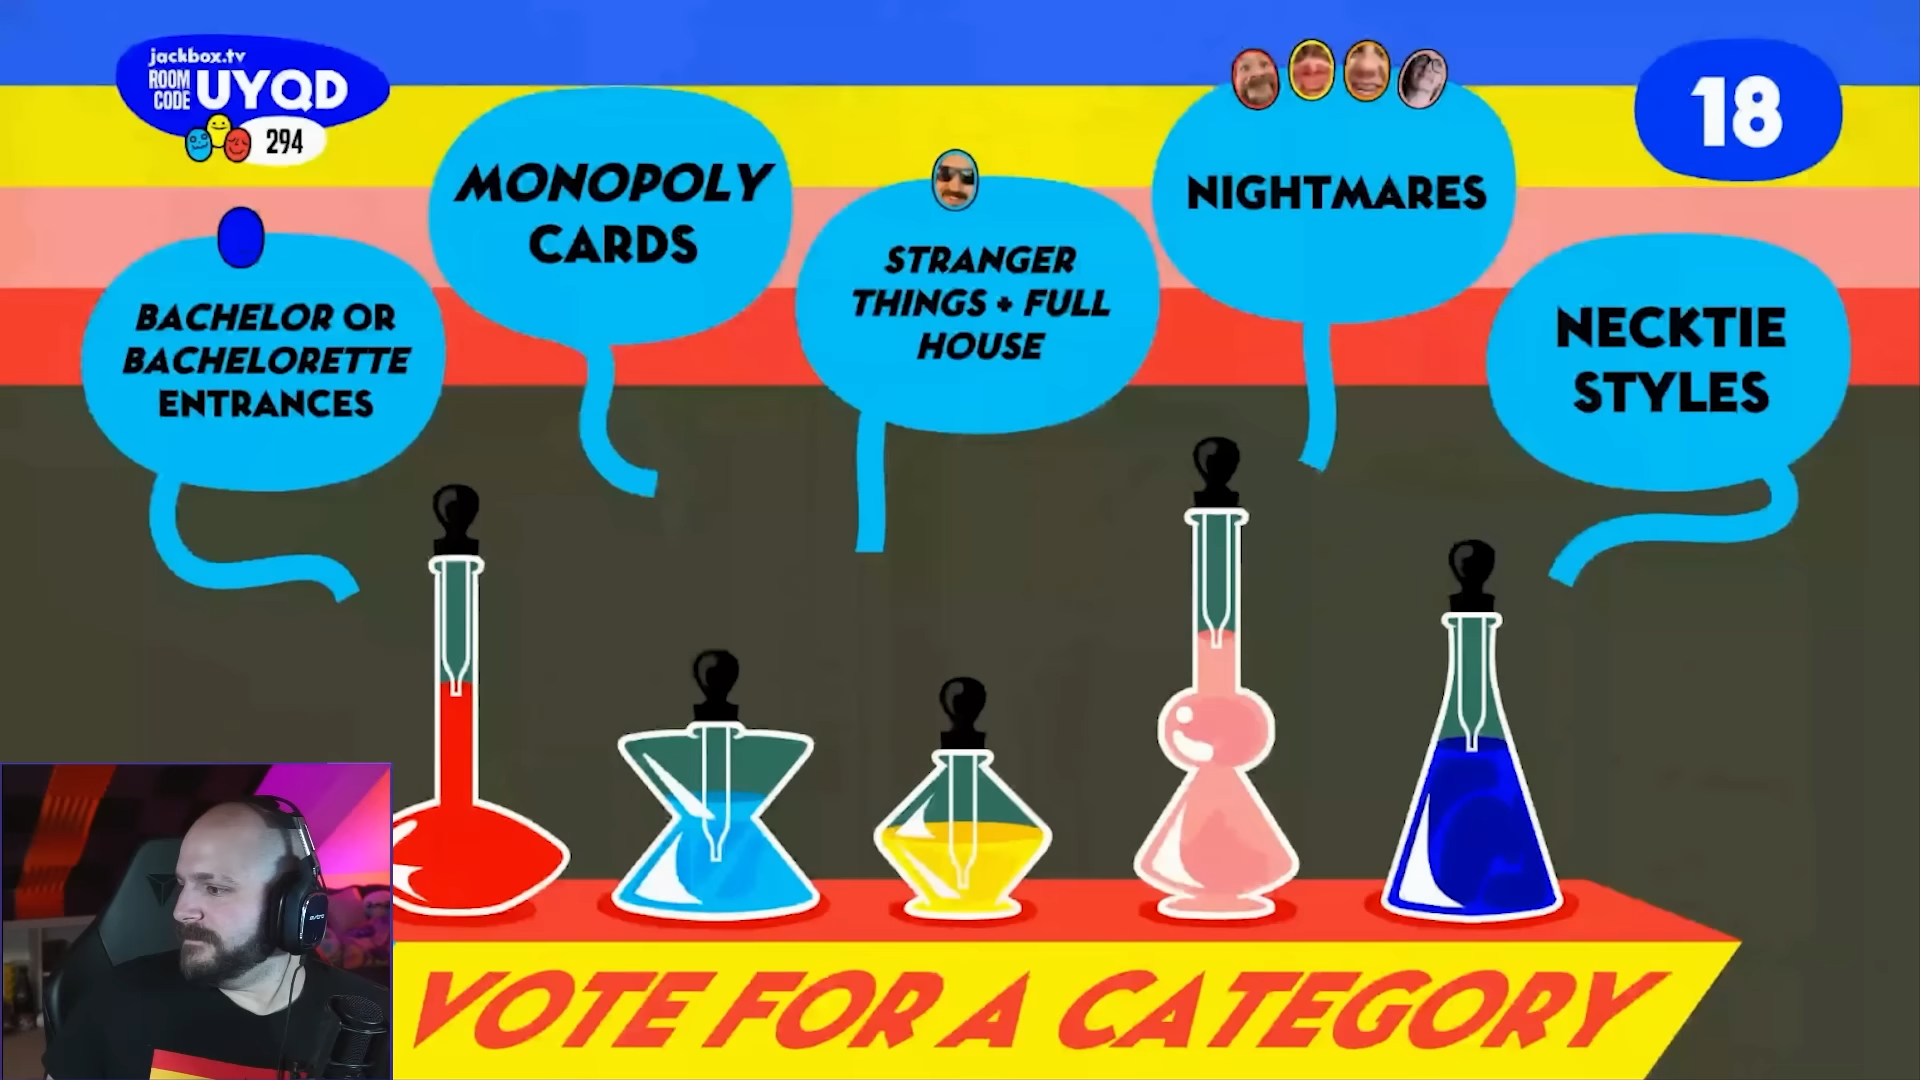 jackbox.tv
ROOM CODE UYQD
294
18
BACHELOR OR
BACHELORETTE
ENTRANCES
MONOPOLY
CARDS
STRANGER
THINGS + FULL
HOUSE
NIGHTMARES
NECKTIE
STYLES
VOTE FOR A CATEGORY